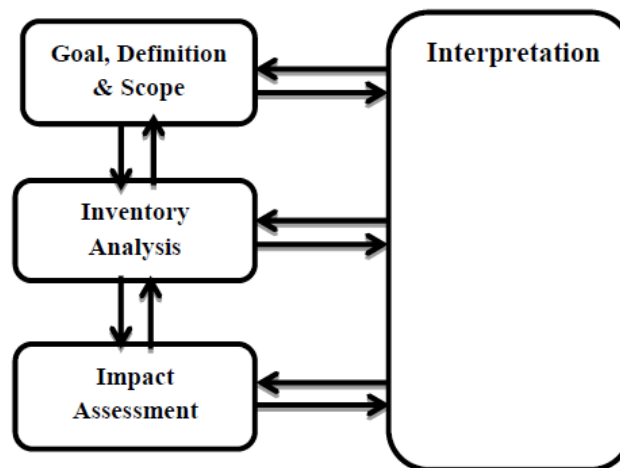 Goal, Definition
& Scope
Interpretation
Inventory
Analysis
Impact
Assessment